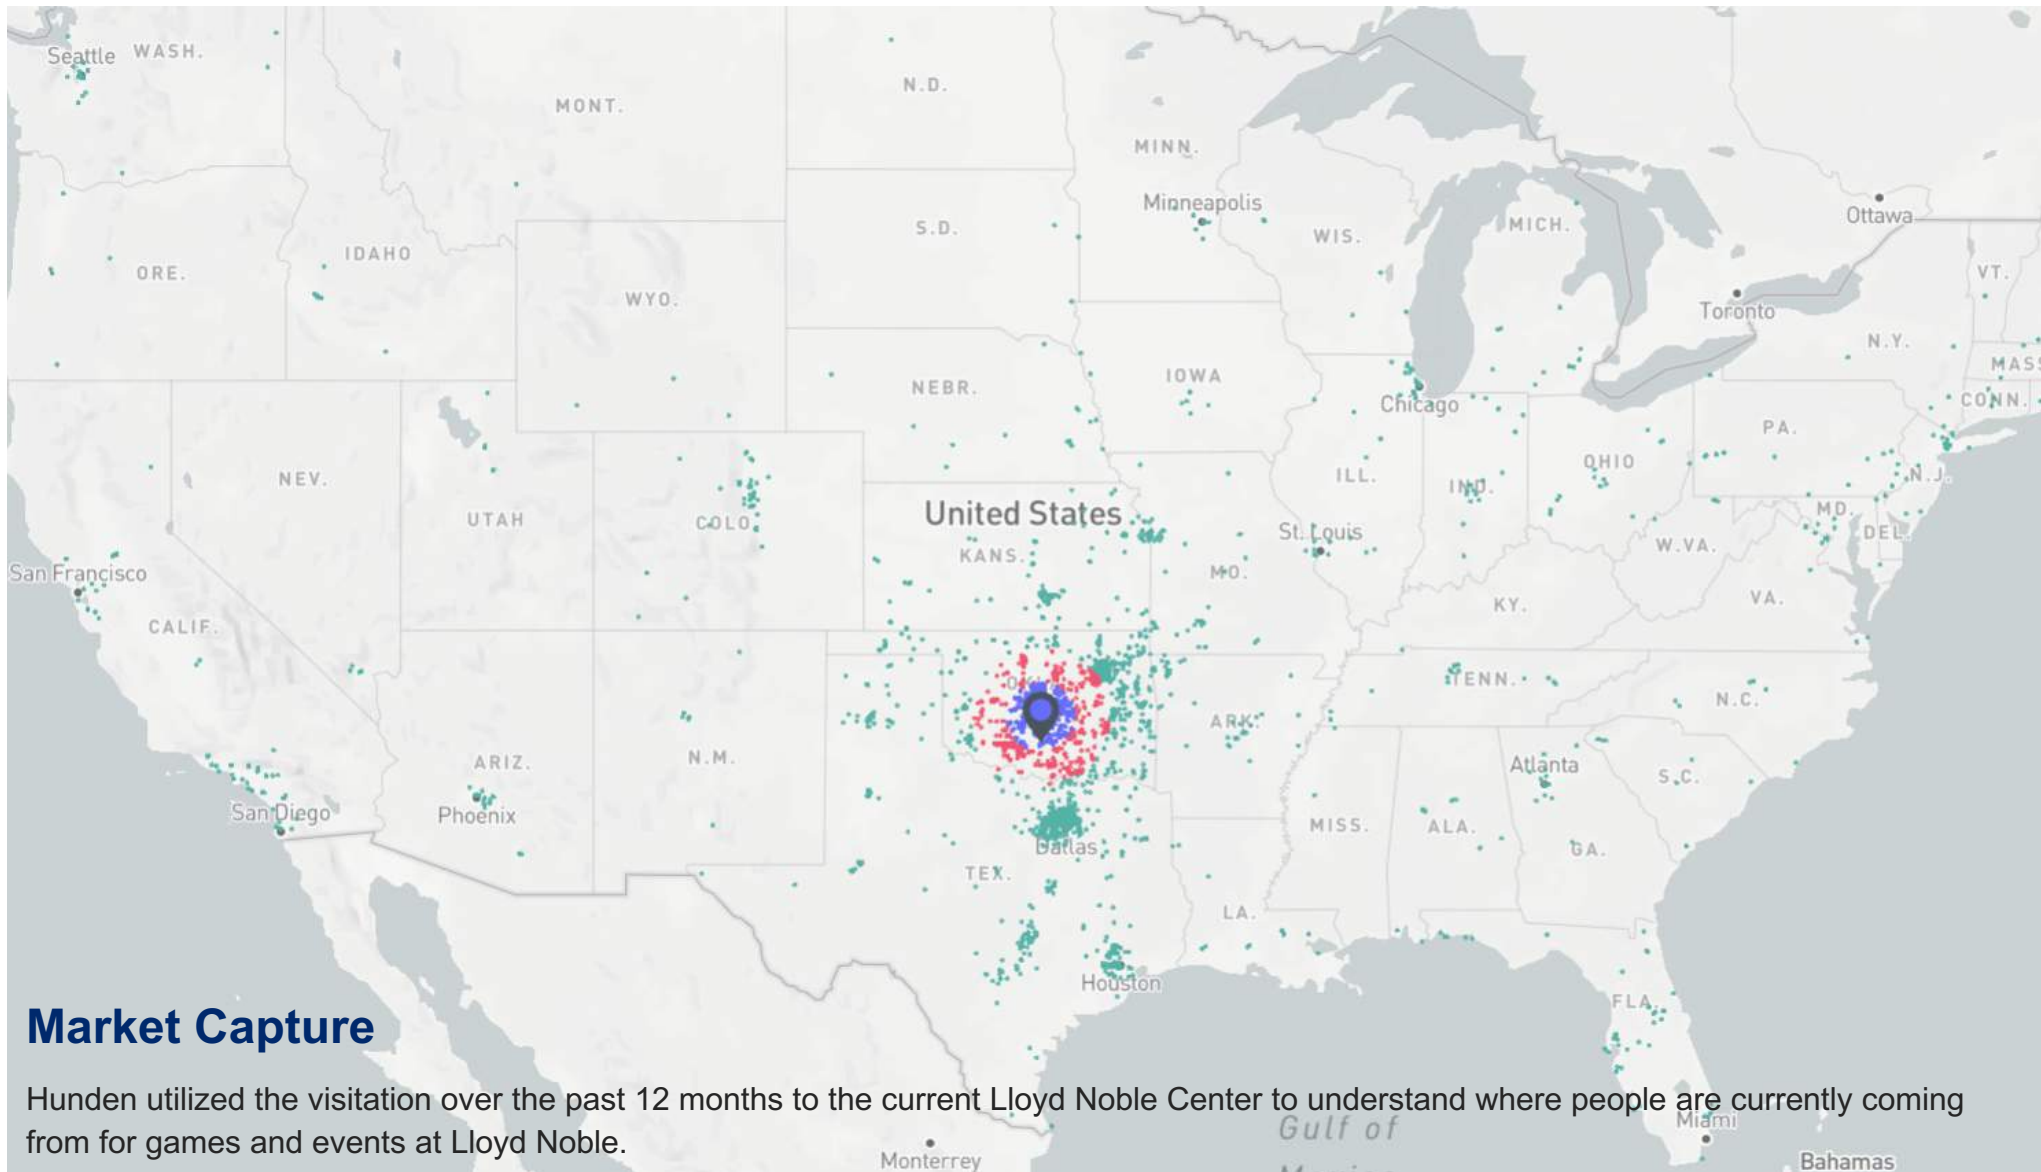 Seattle
WASH.
MONT.
N.D.
MINN.
Minneapolis
S.D.
WIS.
MICH.
Ottawa
ORE.
IDAHO
WYO.
VT.
Toronto
N.Y.
MASS
IOWA
NEBR.
Chicago
CONN.
PA.
NEV.
ILL.
IND.
OHIO
N.J.
United States
UTAH
COLO
MD.
DEL.
St. Louis
KANS.
W.VA.
San Francisco
MO.
CALIF.
KY.
VA.
TENN.
N.C.
ARK.
ARIZ.
N.M.
Atlanta
S.C.
San Diego
Phoenix
MISS.
ALA.
GA.
Dallas
TEX.
LA.
Houston
FLA.
Market Capture
Hunden utilized the visitation over the past 12 months to the current Lloyd Noble Center to understand where people are currently coming
from for games and events at Lloyd Noble.
Miami
Gulf of
Monterrey
Bahamas